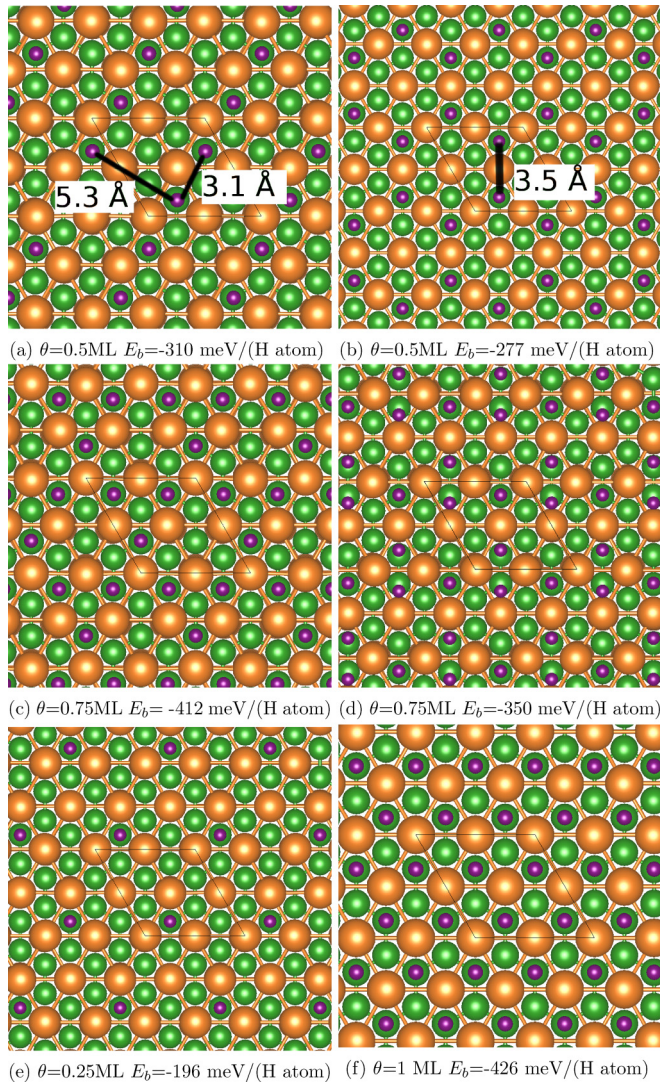 5.3 Å
3.1 Å
3.5 Å
(a) θ=0.5ML E_b=-310 meV/(H atom)
(b) θ=0.5ML E_b=-277 meV/(H atom)
(c) θ=0.75ML E_b= -412 meV/(H atom)
(d) θ=0.75ML E_b=-350 meV/(H atom)
(e) θ=0.25ML E_b=-196 meV/(H atom)
(f) θ=1 ML E_b=-426 meV/(H atom)